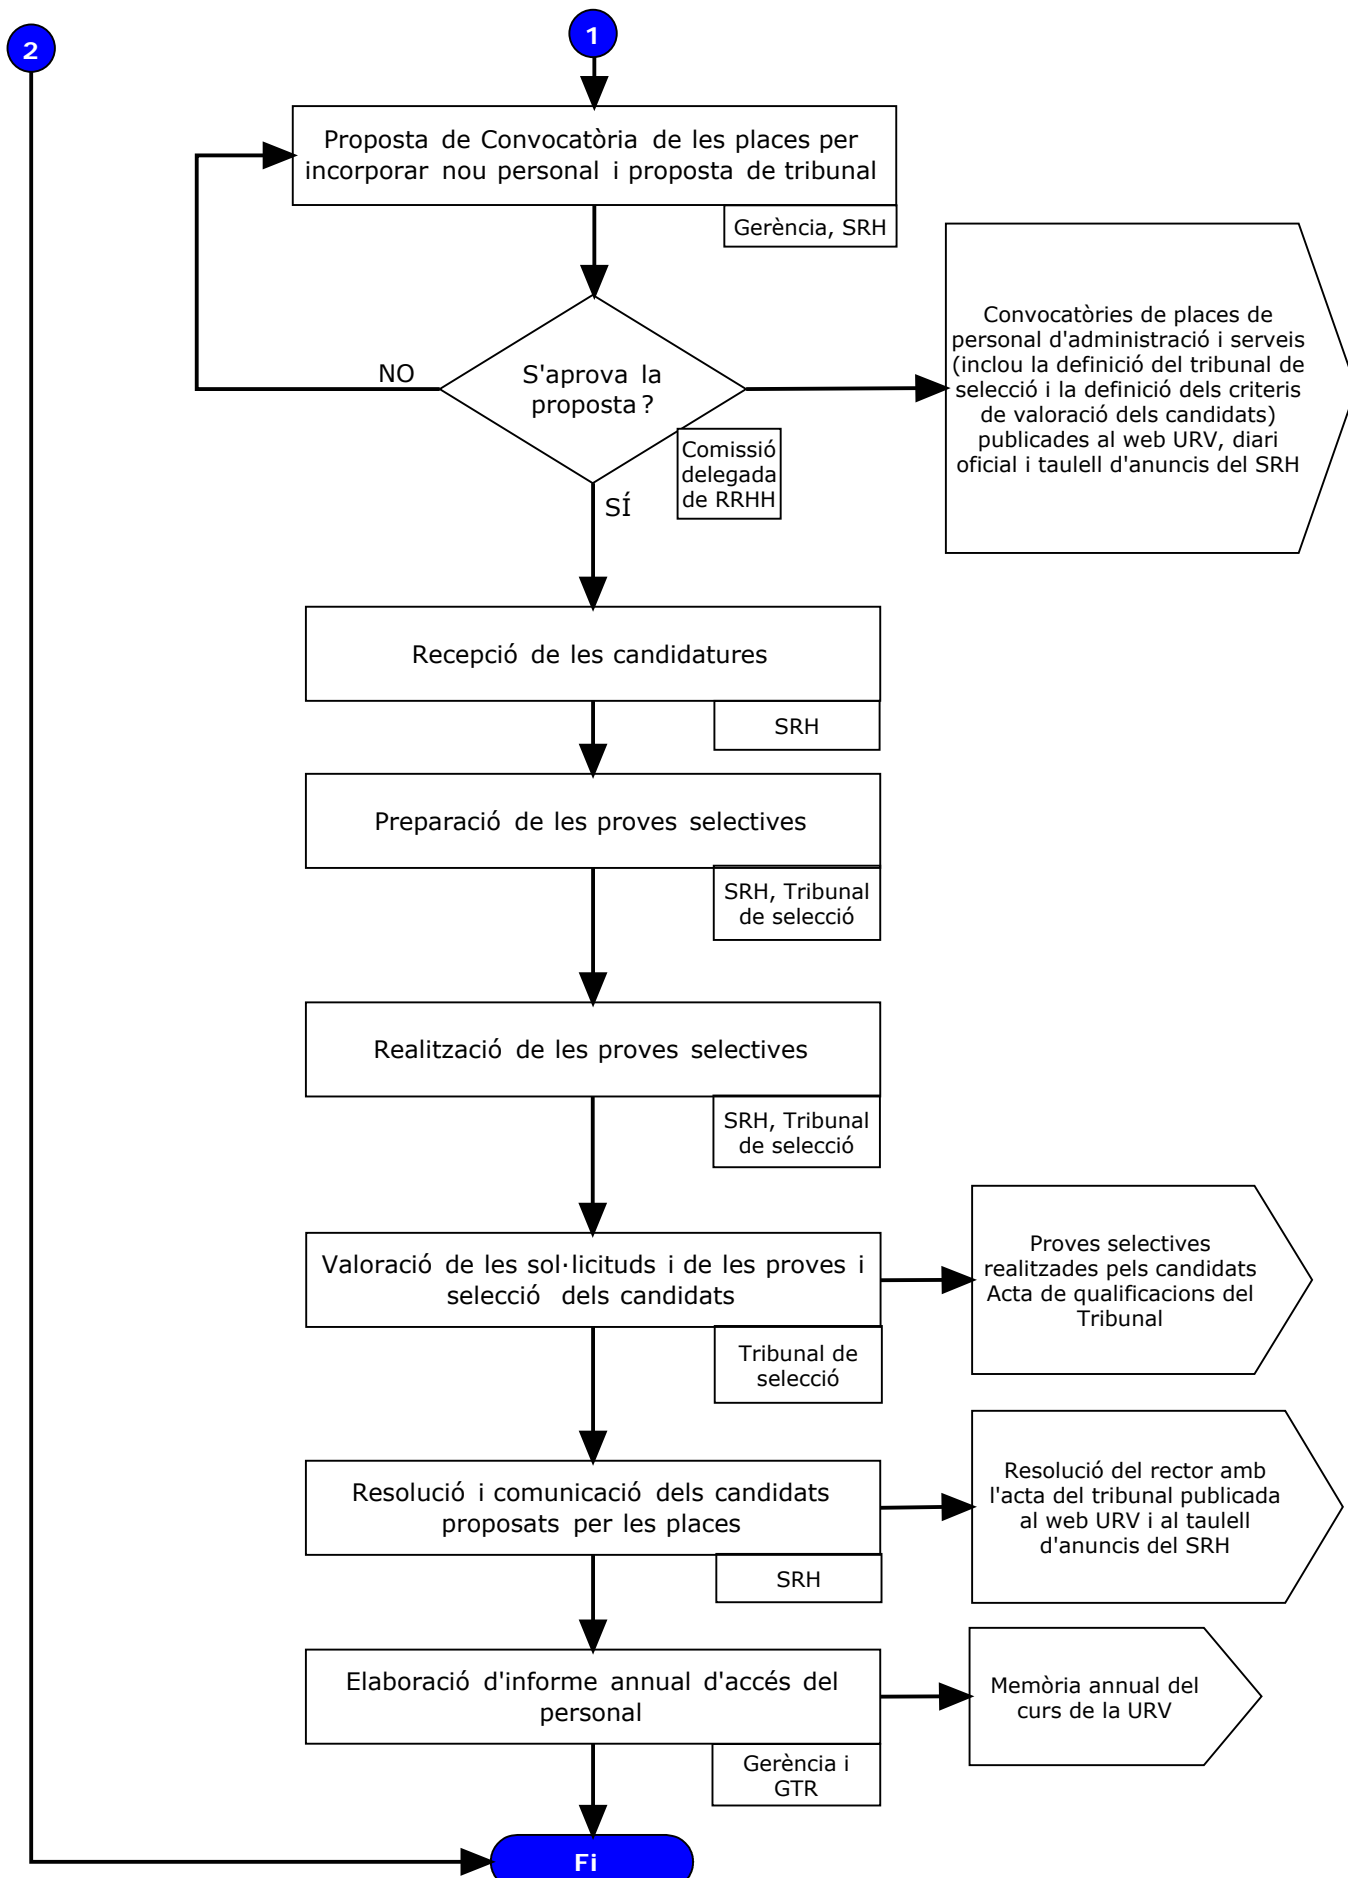 2
1
Proposta de Convocatòria de les places per
incorporar nou personal i proposta de tribunal
Gerència, SRH
S'aprova la
proposta?
NO
SÍ
Comissió
delegada
de RRHH
Convocatòries de places de
personal d'administració i serveis
(inclou la definició del tribunal de
selecció i la definició dels criteris
de valoració dels candidats)
publicades al web URV, diari
oficial i taulell d'anuncis del SRH
Recepció de les candidatures
SRH
Preparació de les proves selectives
SRH, Tribunal
de selecció
Realització de les proves selectives
SRH, Tribunal
de selecció
Valoració de les sol·licituds i de les proves i
selecció dels candidats
Tribunal de
selecció
Proves selectives
realitzades pels candidats
Acta de qualificacions del
Tribunal
Resolució i comunicació dels candidats
proposats per les places
SRH
Resolució del rector amb
l'acta del tribunal publicada
al web URV i al taulell
d'anuncis del SRH
Elaboració d'informe annual d'accés del
personal
Gerència i
GTR
Memòria annual del
curs de la URV
Fi